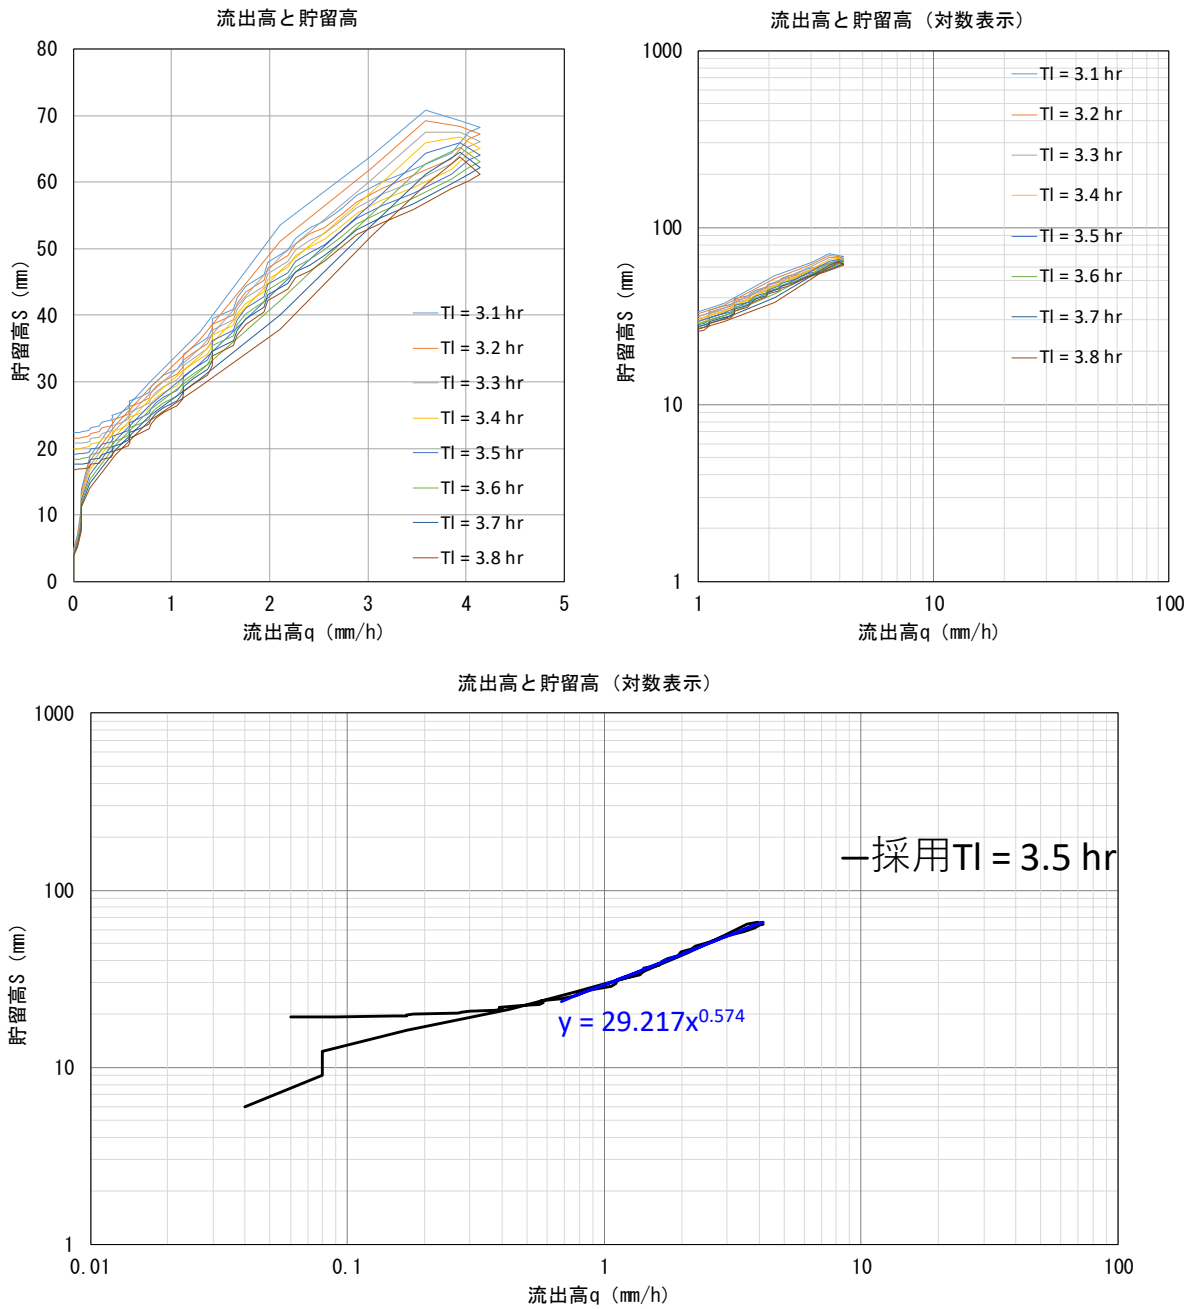 流出高と貯留高
80
70
60
50
40
30
20
10
0
0 1 2 3 4 5
貯留高S (mm)
流出高q (mm/h)
Tl = 3.1 hr
Tl = 3.2 hr
Tl = 3.3 hr
Tl = 3.4 hr
Tl = 3.5 hr
Tl = 3.6 hr
Tl = 3.7 hr
Tl = 3.8 hr
流出高と貯留高 (対数表示)
1000
100
10
1
1 10 100
貯留高S (mm)
流出高q (mm/h)
Tl = 3.1 hr
Tl = 3.2 hr
Tl = 3.3 hr
Tl = 3.4 hr
Tl = 3.5 hr
Tl = 3.6 hr
Tl = 3.7 hr
Tl = 3.8 hr
流出高と貯留高 (対数表示)
1000
100
10
1
0.01 0.1 1 10 100
貯留高S (mm)
流出高q (mm/h)
採用Tl = 3.5 hr
y = 29.217x^0.574